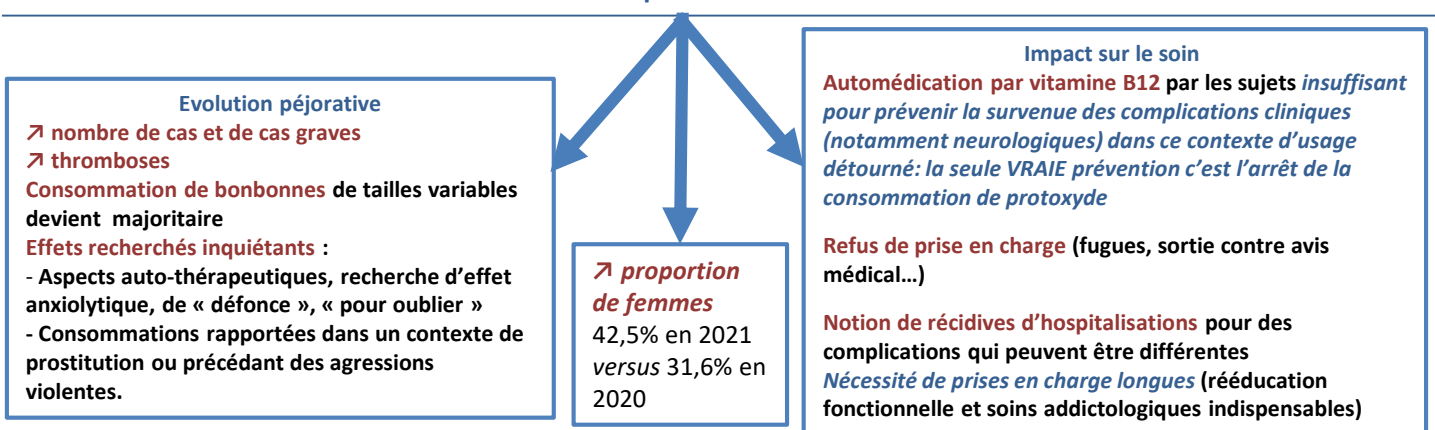 Evolution péjorative
↗ nombre de cas et de cas graves
↗ thromboses
Consommation de bonbonnes de tailles variables
devient majoritaire
Effets recherchés inquiétants :
- Aspects auto-thérapeutiques, recherche d’effet
anxiolytique, de « défonce », « pour oublier »
- Consommations rapportées dans un contexte de
prostitution ou précédant des agressions
violentes.
↗ proportion
de femmes
42,5% en 2021
versus 31,6% en
2020
Impact sur le soin
Automédication par vitamine B12 par les sujets insuffisant
pour prévenir la survenue des complications cliniques
(notamment neurologiques) dans ce contexte d’usage
détourné: la seule VRAIE prévention c’est l’arrêt de la
consommation de protoxyde
Refus de prise en charge (fugues, sortie contre avis
médical…)
Notion de récidives d’hospitalisations pour des
complications qui peuvent être différentes
Nécessité de prises en charge longues (rééducation
fonctionnelle et soins addictologiques indispensables)